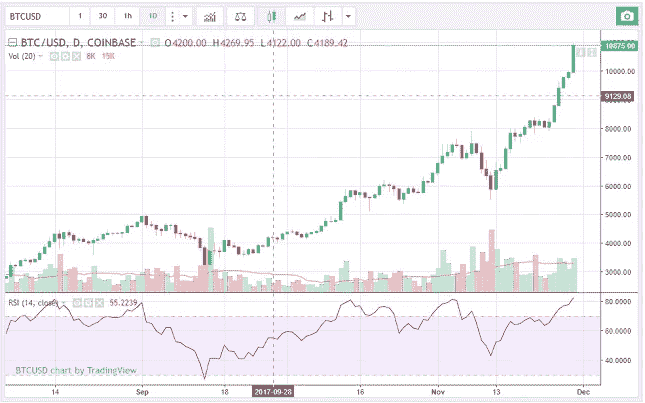 BTCUSD 1 30 1h 1D
BTC/USD, D, COINBASE O4200.00 H4269.95 L4122.00 C4189.42
Vol (20) 8K 15K
10875.00
10000.00
9129.08
8000.00
7000.00
6000.00
5000.00
4000.00
3000.00
RSI (14, close) 55.2239
80.0000
60.0000
40.0000
BTCUSD chart by TradingView
14 Sep 18 2017-09-28 16 Nov 13 Dec